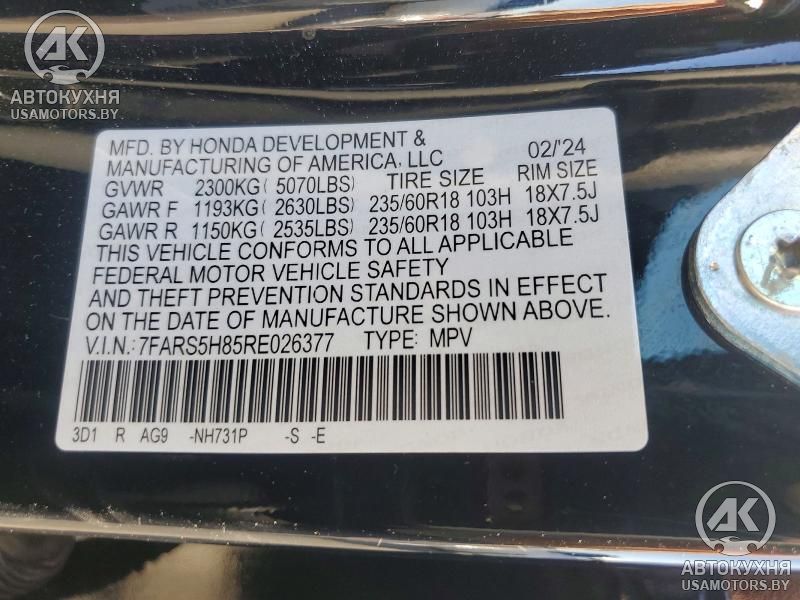 AK
АВТОКУХНЯ
USAMOTORS.BY
MFD. BY HONDA DEVELOPMENT & 02/'24
MANUFACTURING OF AMERICA, LLC
GVWR 2300KG ( 5070LBS) TIRE SIZE RIM SIZE
GAWR F 1193KG ( 2630LBS) 235/60R18 103H 18X7.5J
GAWR R 1150KG ( 2535LBS) 235/60R18 103H 18X7.5J
THIS VEHICLE CONFORMS TO ALL APPLICABLE
FEDERAL MOTOR VEHICLE SAFETY
AND THEFT PREVENTION STANDARDS IN EFFECT
ON THE DATE OF MANUFACTURE SHOWN ABOVE.
V.I.N.: 7FARS5H85RE026377 TYPE: MPV
3D1 R AG9 -NH731P -S -E
AK
АВТОКУХНЯ
USAMOTORS.BY